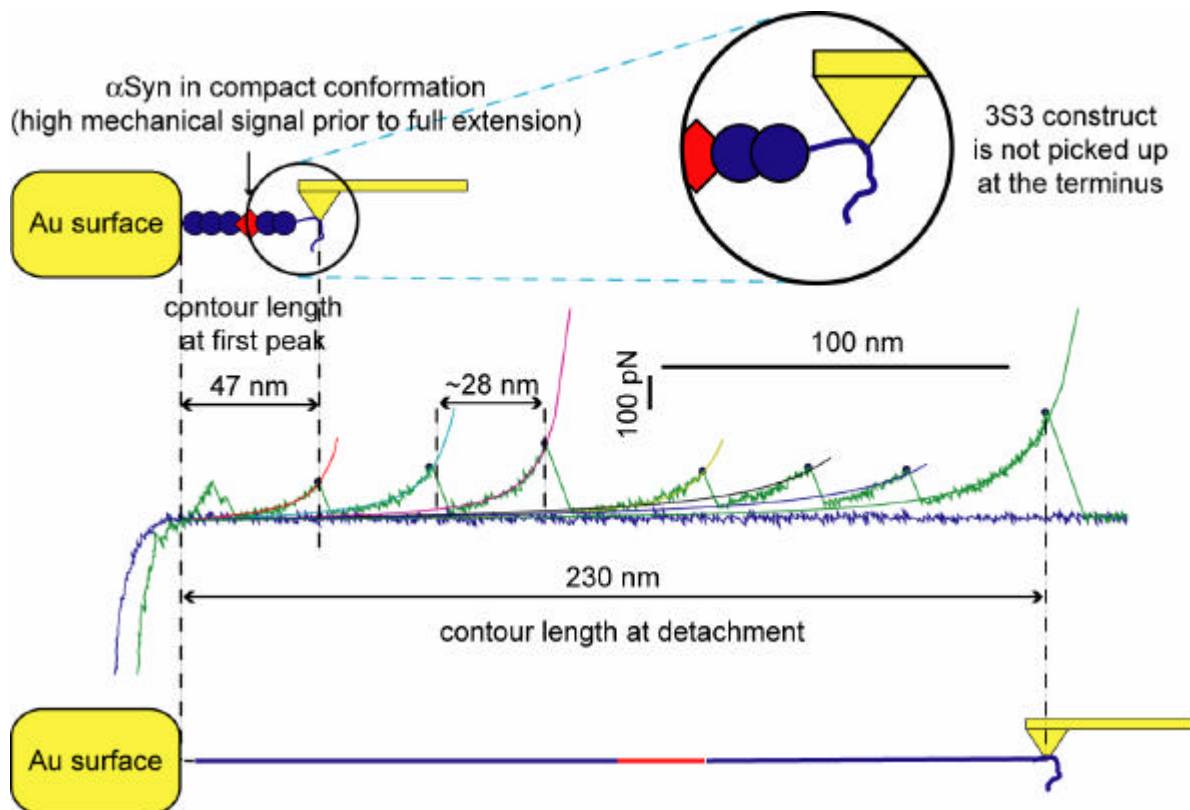 αSyn in compact conformation
(high mechanical signal prior to full extension)
3S3 construct
is not picked up
at the terminus
Au surface
contour length
at first peak
47 nm
~28 nm
100 pN
100 nm
230 nm
contour length at detachment
Au surface